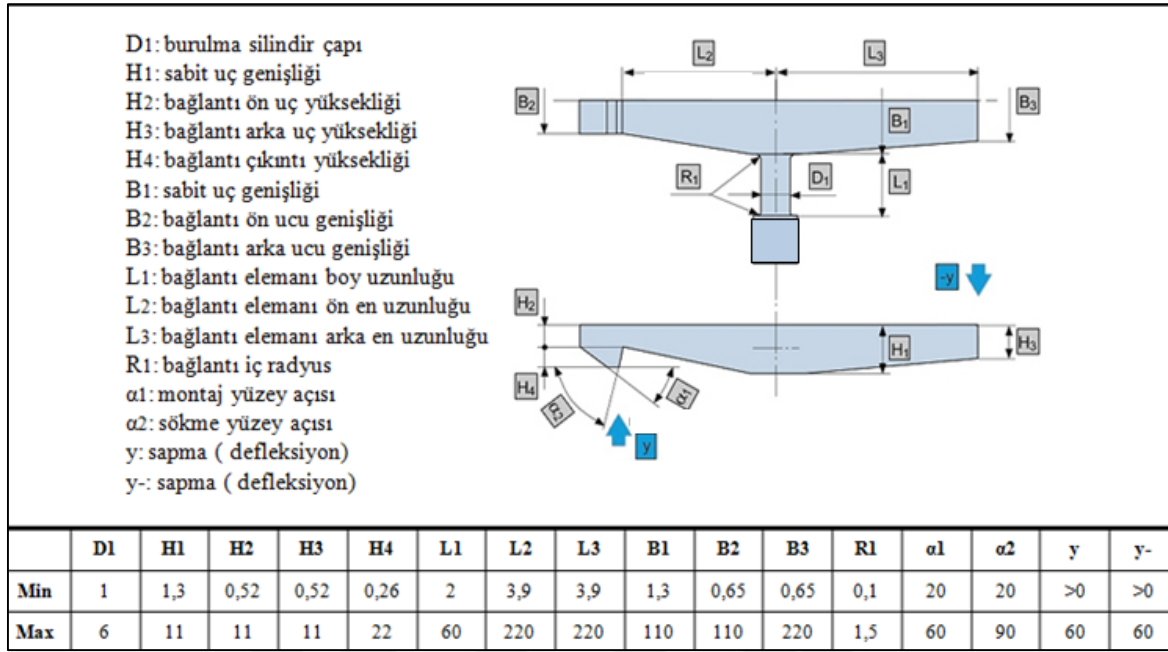 D1: burulma silindir çapı
H1: sabit uç genişliği
H2: bağlantı ön uç yüksekliği
H3: bağlantı arka uç yüksekliği
H4: bağlantı çıkıntı yüksekliği
B1: sabit uç genişliği
B2: bağlantı ön ucu genişliği
B3: bağlantı arka ucu genişliği
L1: bağlantı elemanı boy uzunluğu
L2: bağlantı elemanı ön en uzunluğu
L3: bağlantı elemanı arka en uzunluğu
R1: bağlantı iç radyus
α1: montaj yüzey açısı
α2: sökme yüzey açısı
y: sapma ( defleksiyon)
y-: sapma ( defleksiyon)
L2 L3
B2 B3
B1
R1 D1 L1
-y
H2
H1 H3
H4
α2 α1
y
D1 H1 H2 H3 H4 L1 L2 L3 B1 B2 B3 R1 α1 α2 y y-
Min 1 1,3 0,52 0,52 0,26 2 3,9 3,9 1,3 0,65 0,65 0,1 20 20 >0 >0
Max 6 11 11 11 22 60 220 220 110 110 220 1,5 60 90 60 60